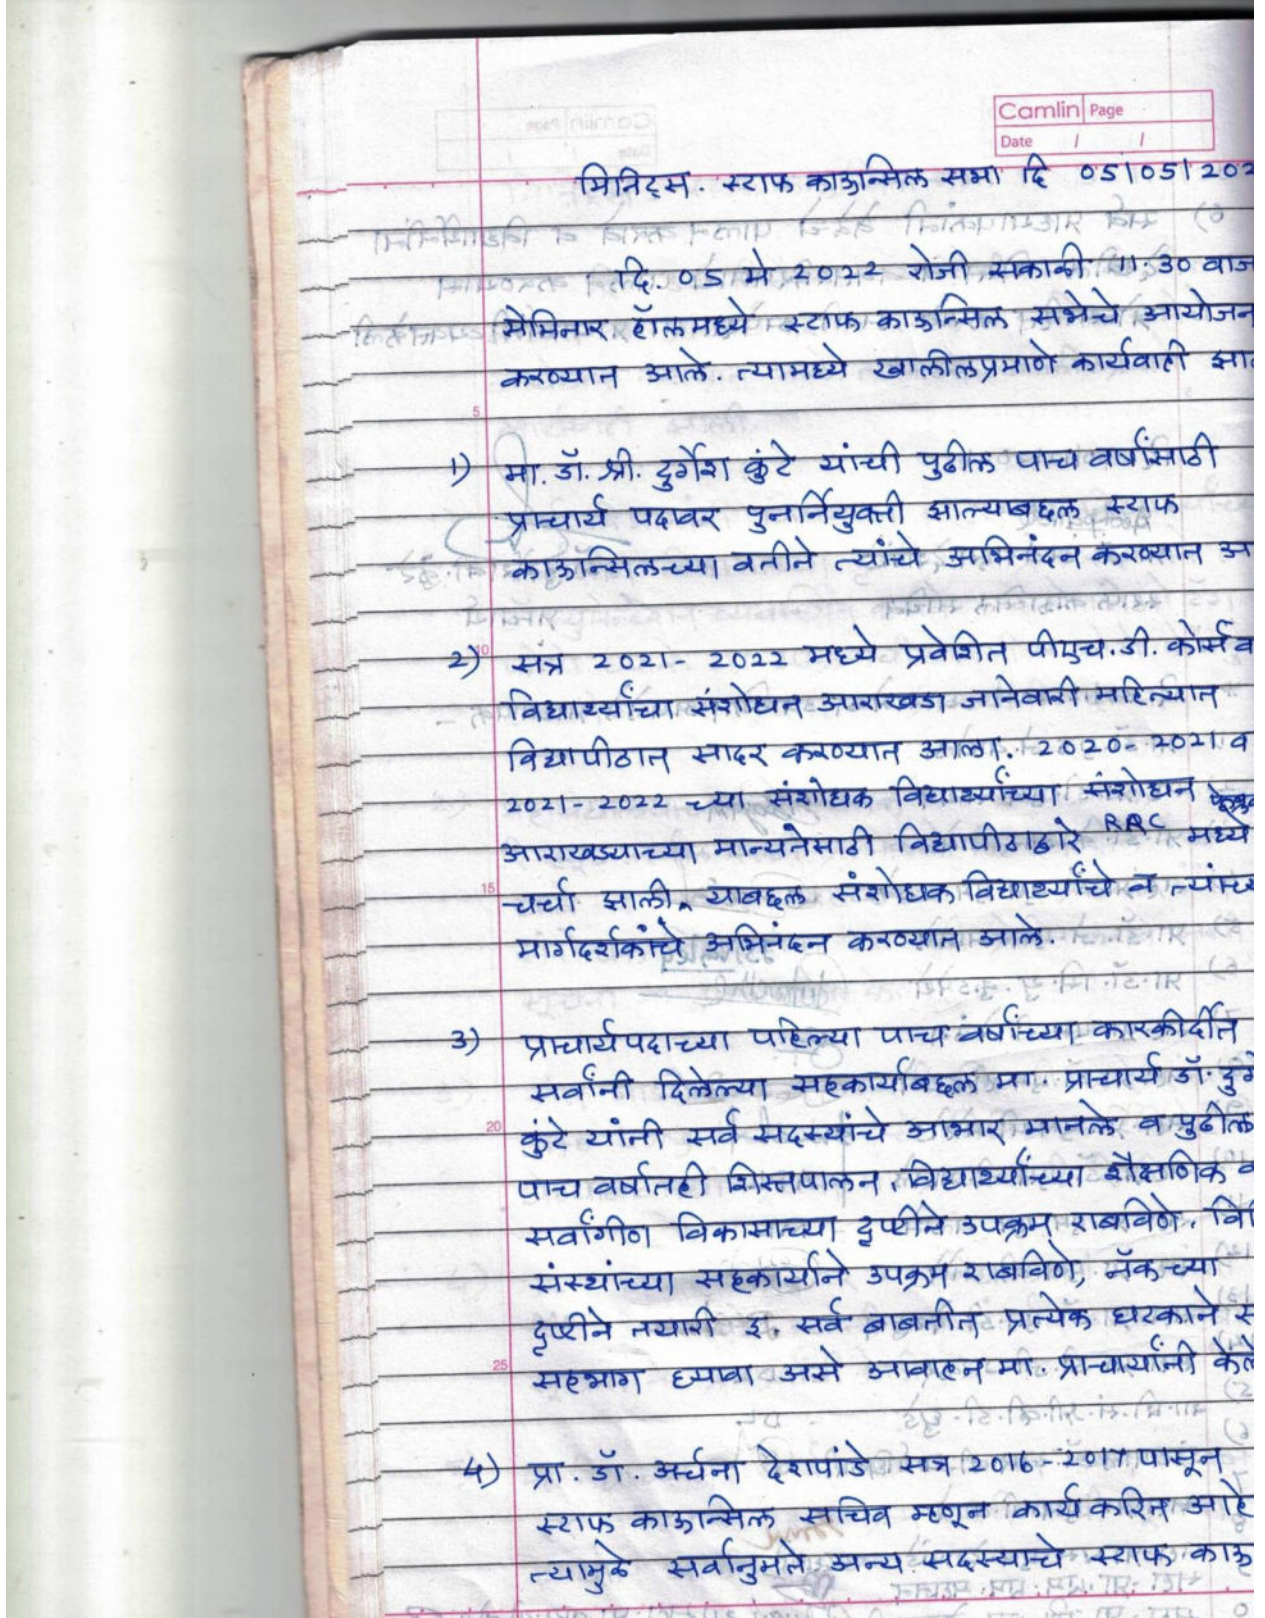 Camlin Page
Date / /
मिनिट्स. स्टाफ काऊन्सिल सभा दि 05|05|202
दि. 05 मे 2022 रोजी सकाळी 11:30 वाज
सेमिनार हॉलमध्ये स्टाफ काऊन्सिल सभेचे आयोजन
करण्यात आले. त्यामध्ये खालीलप्रमाणे कार्यवाही झा
5
1) मा. डॉ. श्री. दुर्गेश कुंटे यांची पुढील पाच वर्षांसाठी
प्राचार्य पदावर पुनर्नियुक्ती झाल्याबद्दल स्टाफ
काऊन्सिलच्या वतीने त्यांचे अभिनंदन करण्यात आ
10
2) सत्र 2021- 2022 मध्ये प्रवेशित पीएच.डी. कोर्स व
विद्यार्थ्यांचा संशोधन आराखडा जानेवारी महिन्यात
विद्यापीठात सादर करण्यात आला. 2020-2021 व
2021-2022 च्या संशोधक विद्यार्थ्यांच्या संशोधन
आराखड्याच्या मान्यतेसाठी विद्यापीठाद्वारे RRC मध्ये
15
चर्चा झाली, याबद्दल संशोधक विद्यार्थ्यांचे व त्यांच्य
मार्गदर्शकांचे अभिनंदन करण्यात आले.
3) प्राचार्यपदाच्या पहिल्या पाच वर्षांच्या कारकीर्दीत
सर्वांनी दिलेल्या सहकार्याबद्दल मा. प्राचार्य डॉ. दुर्गे
20
कुंटे यांनी सर्व सदस्यांचे आभार मानले व पुढील
पाच वर्षातही शिस्तपालन, विद्यार्थ्यांच्या शैक्षणिक व
सर्वांगीण विकासाच्या दृष्टीने उपक्रम राबविणे, वि
संस्थांच्या सहकार्याने उपक्रम राबविणे, नॅकच्या
दृष्टीने तयारी इ. सर्व बाबतीत प्रत्येक घटकाने स
25
सहभाग घ्यावा असे आवाहन मा. प्राचार्यांनी केले
4) प्रा. डॉ. अर्चना देशपांडे सत्र 2016-2017 पासून
स्टाफ काऊन्सिल सचिव म्हणून कार्य करित आहे
त्यामुळे सर्वानुमते अन्य सदस्याचे स्टाफ काऊ